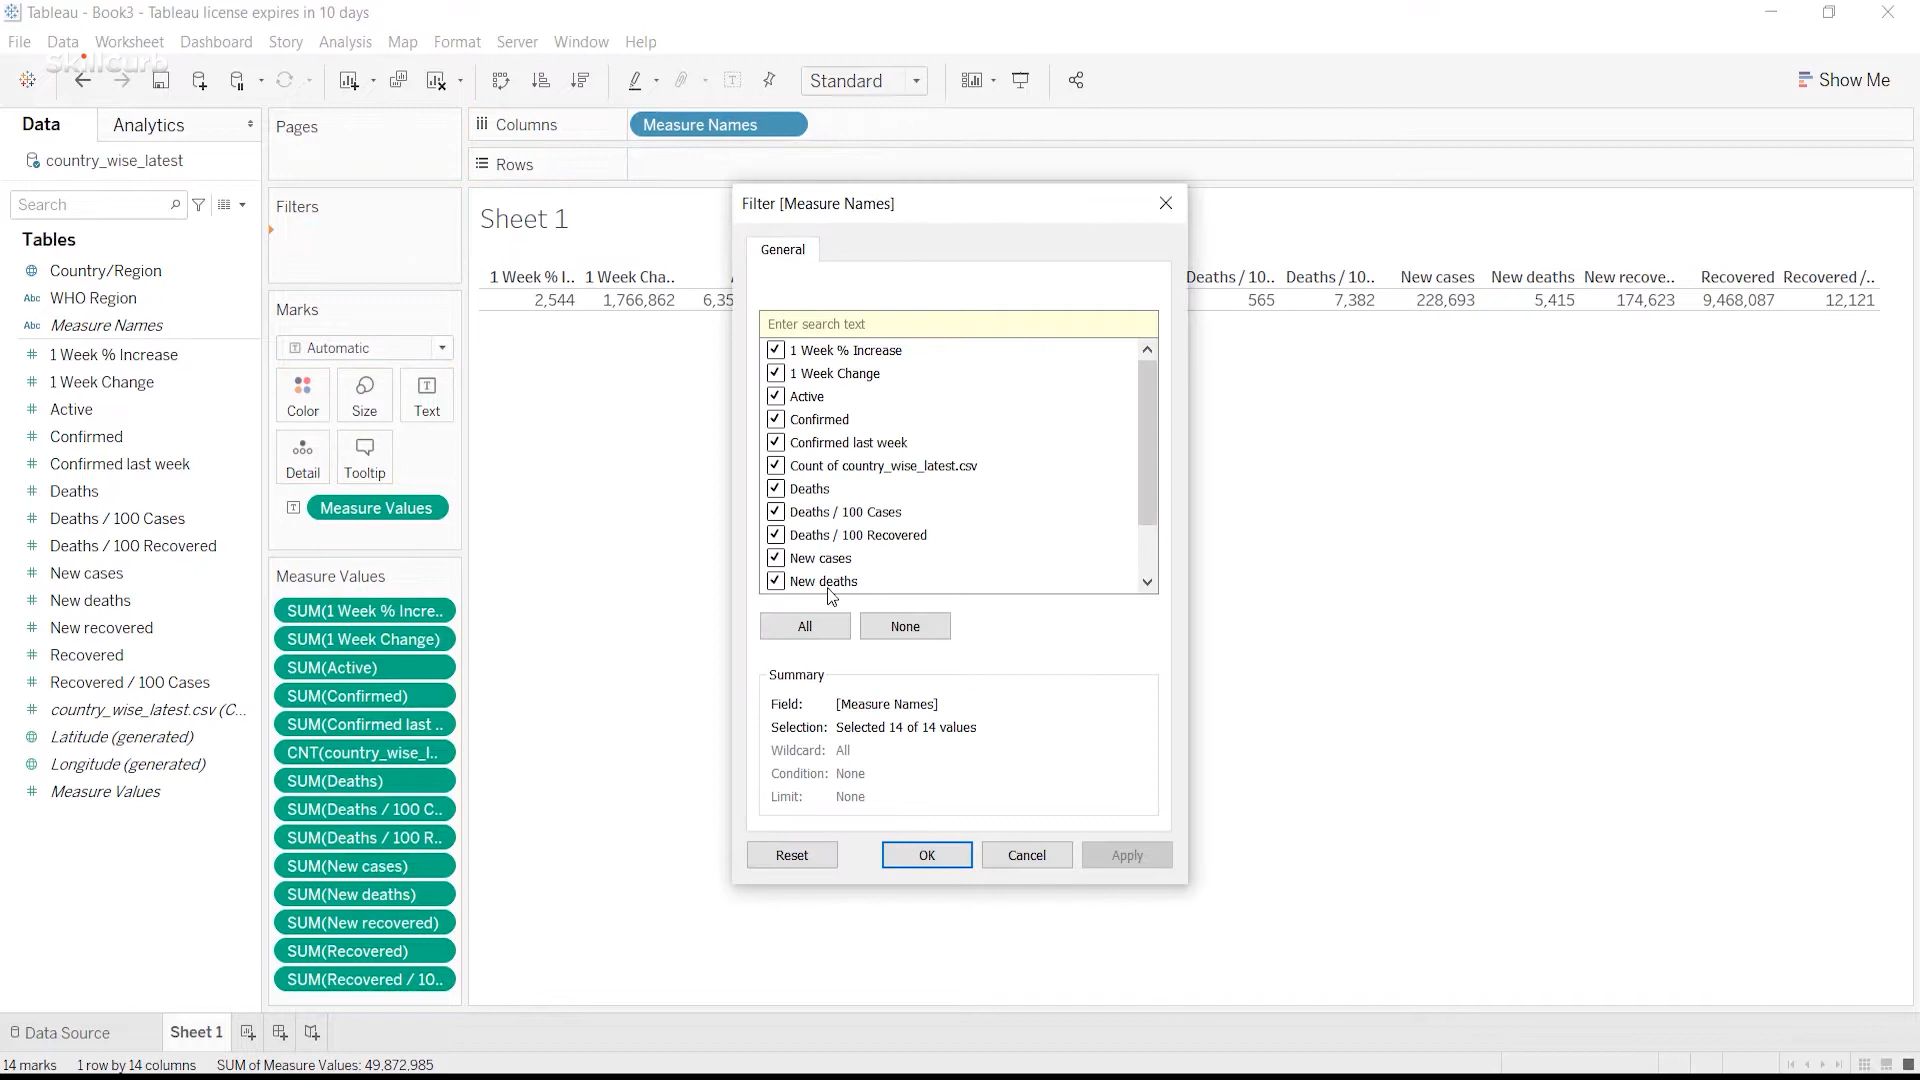 Tableau - Book3 - Tableau license expires in 10 days
File Data Worksheet Dashboard Story Analysis Map Format Server Window Help
Skillcurb
Standard
Show Me
Data Analytics
country_wise_latest
Search
Tables
Country/Region
Abc WHO Region
Abc Measure Names
1 Week % Increase
1 Week Change
Active
Confirmed
Confirmed last week
Deaths
Deaths / 100 Cases
Deaths / 100 Recovered
New cases
New deaths
New recovered
Recovered
Recovered / 100 Cases
country_wise_latest.csv (C...
Latitude (generated)
Longitude (generated)
Measure Values
Pages
Filters
Marks
Automatic
Color Size Text
Detail Tooltip
Measure Values
Measure Values
SUM(1 Week % Incre..
SUM(1 Week Change)
SUM(Active)
SUM(Confirmed)
SUM(Confirmed last ..
CNT(country_wise_l..
SUM(Deaths)
SUM(Deaths / 100 C..
SUM(Deaths / 100 R..
SUM(New cases)
SUM(New deaths)
SUM(New recovered)
SUM(Recovered)
SUM(Recovered / 10..
Columns Measure Names
Rows
Sheet 1
1 Week % I.. 1 Week Cha.. Deaths / 10.. Deaths / 10.. New cases New deaths New recove.. Recovered Recovered /..
2,544 1,766,862 6,35 565 7,382 228,693 5,415 174,623 9,468,087 12,121
Filter [Measure Names]
General
Enter search text
1 Week % Increase
1 Week Change
Active
Confirmed
Confirmed last week
Count of country_wise_latest.csv
Deaths
Deaths / 100 Cases
Deaths / 100 Recovered
New cases
New deaths
All None
Summary
Field: [Measure Names]
Selection: Selected 14 of 14 values
Wildcard: All
Condition: None
Limit: None
Reset OK Cancel Apply
Data Source Sheet 1
14 marks 1 row by 14 columns SUM of Measure Values: 49,872,985